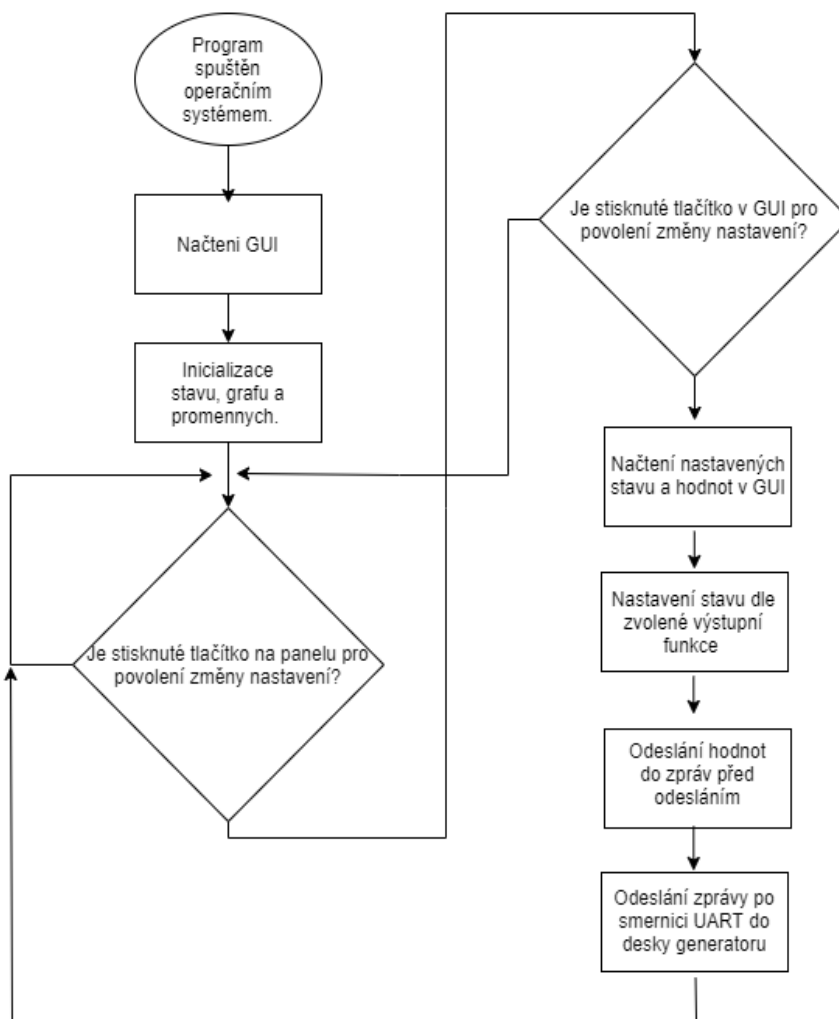 Program
spuštěn
operačním
systémem.
Načteni GUI
Inicializace
stavu, grafu a
promennych.
Je stisknuté tlačítko na panelu pro
povolení změny nastavení?
Je stisknuté tlačítko v GUI pro
povolení změny nastavení?
Načtení nastavených
stavu a hodnot v GUI
Nastavení stavu dle
zvolené výstupní
funkce
Odeslání hodnot
do zpráv před
odesláním
Odeslání zprávy po
smernici UART do
desky generatoru